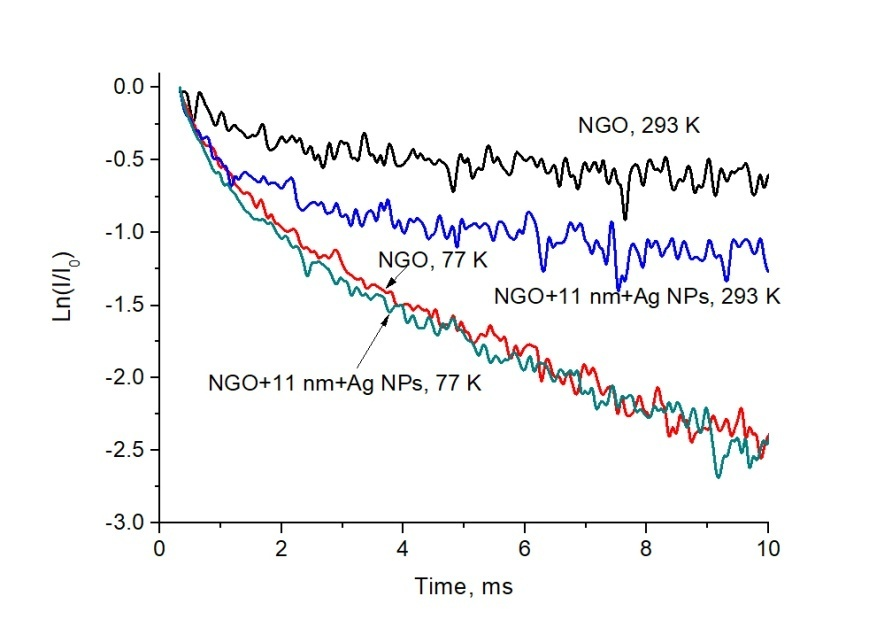 0.0
NGO, 293 K
-0.5
-1.0
NGO, 77 K
Ln(I/I₀)
NGO+11 nm+Ag NPs, 293 K
-1.5
-2.0
NGO+11 nm+Ag NPs, 77 K
-2.5
-3.0
0 2 4 6 8 10
Time, ms